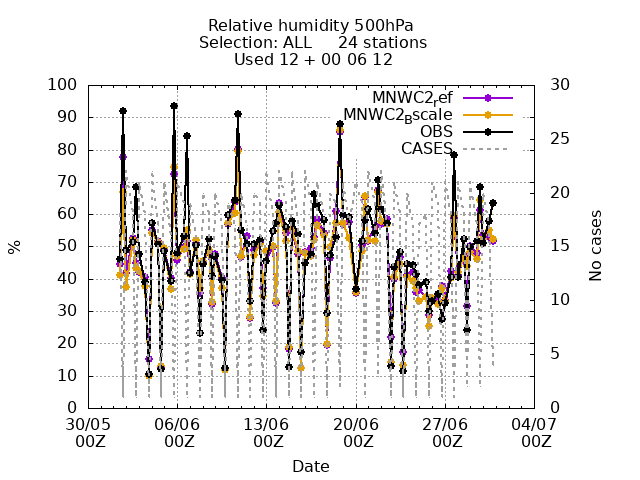 Relative humidity 500hPa
Selection: ALL     24 stations
Used 12 + 00 06 12
100 90 80 70 60 50 40 30 20 10 0
%
30 25 20 15 10 5 0
No cases
MNWC2ref
MNWC2Bscale
OBS
CASES
30/05 06/06 13/06 20/06 27/06 04/07
00Z 00Z 00Z 00Z 00Z 00Z
Date